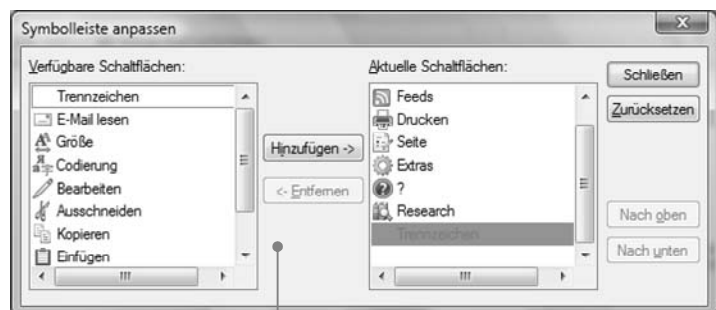 Symbolleiste anpassen
Verfügbare Schaltflächen:
Trennzeichen
E-Mail lesen
Größe
Codierung
Bearbeiten
Ausschneiden
Kopieren
Einfügen
Hinzufügen ->
<- Entfernen
Aktuelle Schaltflächen:
Feeds
Drucken
Seite
Extras
?
Research
Trennzeichen
Schließen
Zurücksetzen
Nach oben
Nach unten